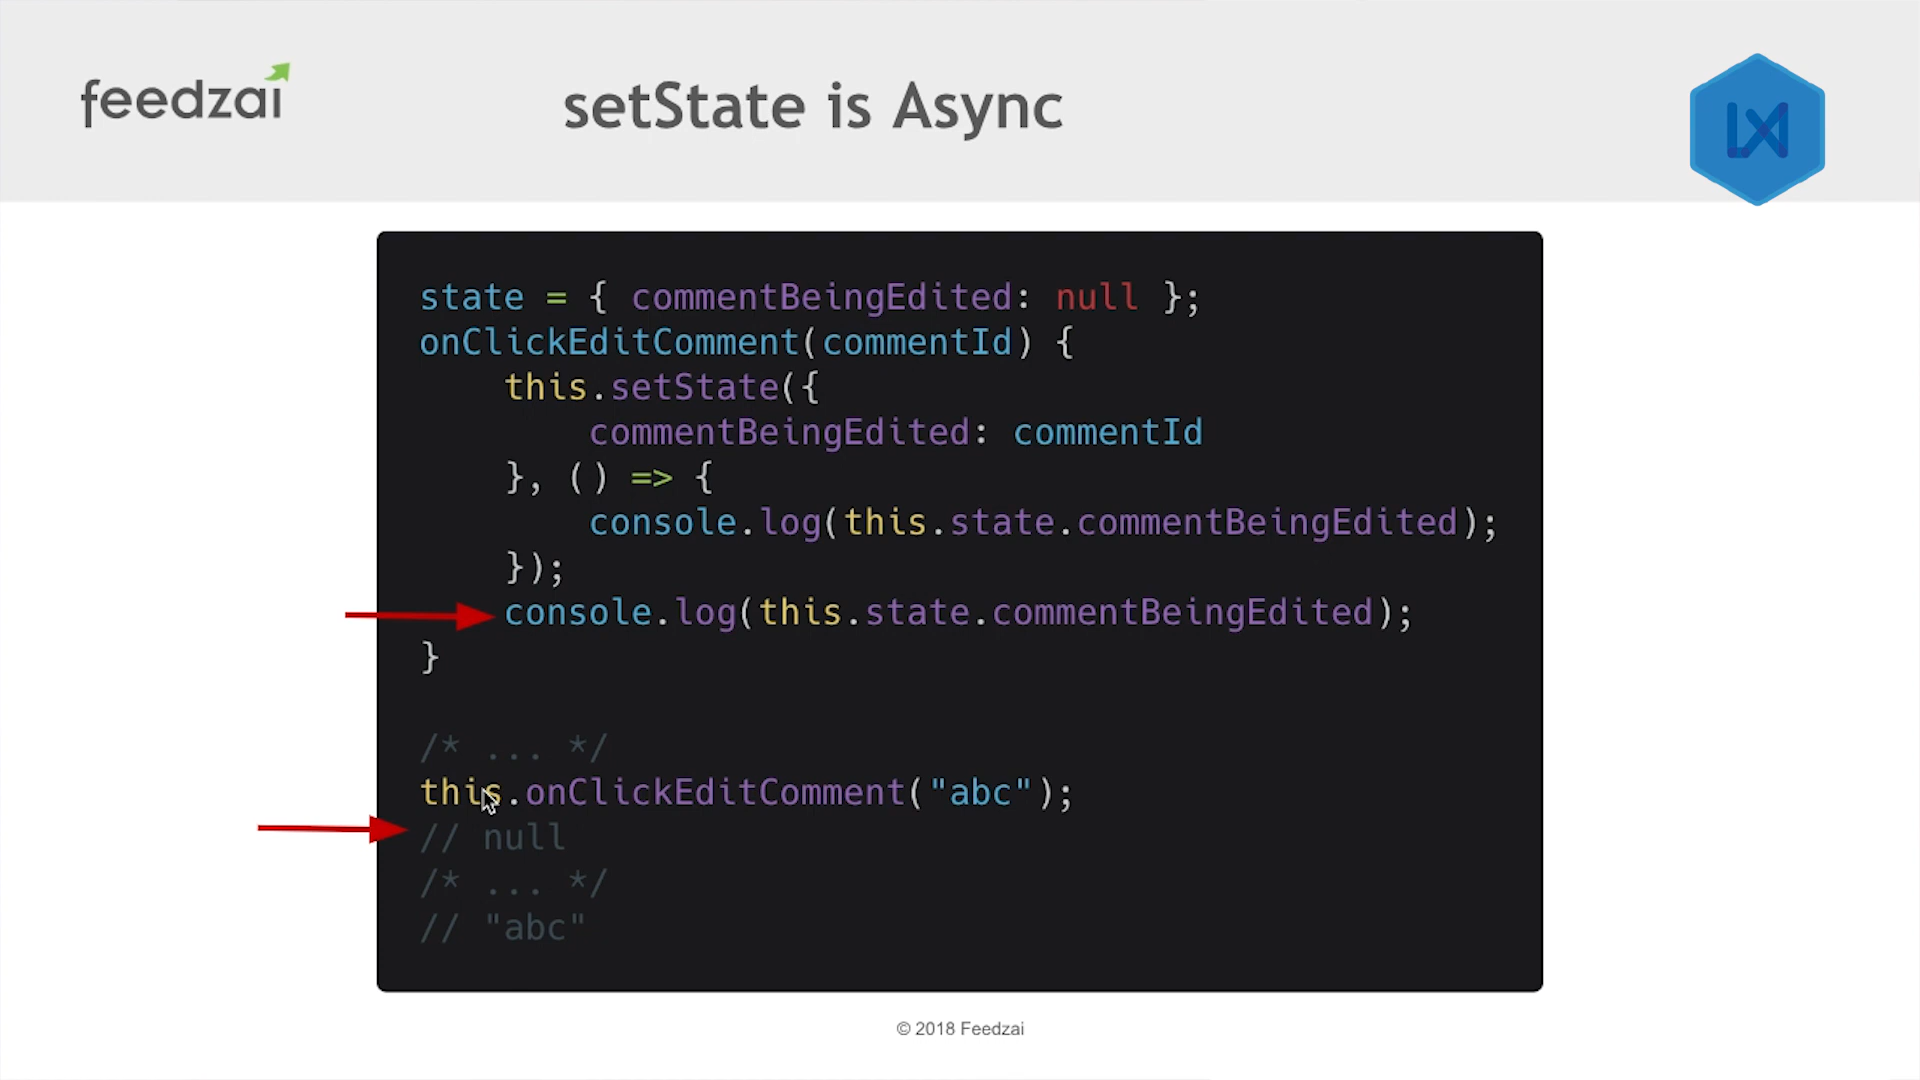 feedzai
setState is Async
LX
state = { commentBeingEdited: null };
onClickEditComment(commentId) {
    this.setState({
        commentBeingEdited: commentId
    }, () => {
        console.log(this.state.commentBeingEdited);
    });
    console.log(this.state.commentBeingEdited);
}
/* ... */
this.onClickEditComment("abc");
// null
/* ... */
// "abc"
© 2018 Feedzai